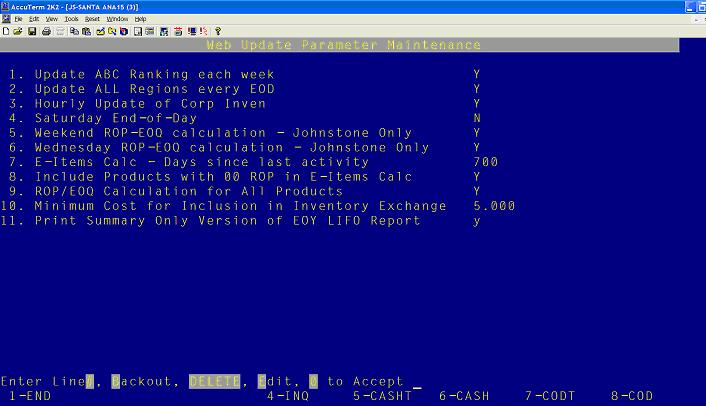 AccuTerm 2K2 - [JS-SANTA ANA15 (3)]
File Edit View Tools Reset Window Help
Web Update Parameter Maintenance
1. Update ABC Ranking each week Y
2. Update ALL Regions every EOD Y
3. Hourly Update of Corp Inven Y
4. Saturday End-of-Day N
5. Weekend ROP-EOQ calculation - Johnstone Only Y
6. Wednesday ROP-EOQ calculation - Johnstone Only Y
7. E-Items Calc - Days since last activity 700
8. Include Products with 00 ROP in E-Items Calc Y
9. ROP/EOQ Calculation for All Products Y
10. Minimum Cost for Inclusion in Inventory Exchange 5.000
11. Print Summary Only Version of EOY LIFO Report y
Enter Line#, Backout, DELETE, Edit, 0 to Accept _
1-END 4-INQ 5-CASHT 6-CASH 7-CODT 8-COD